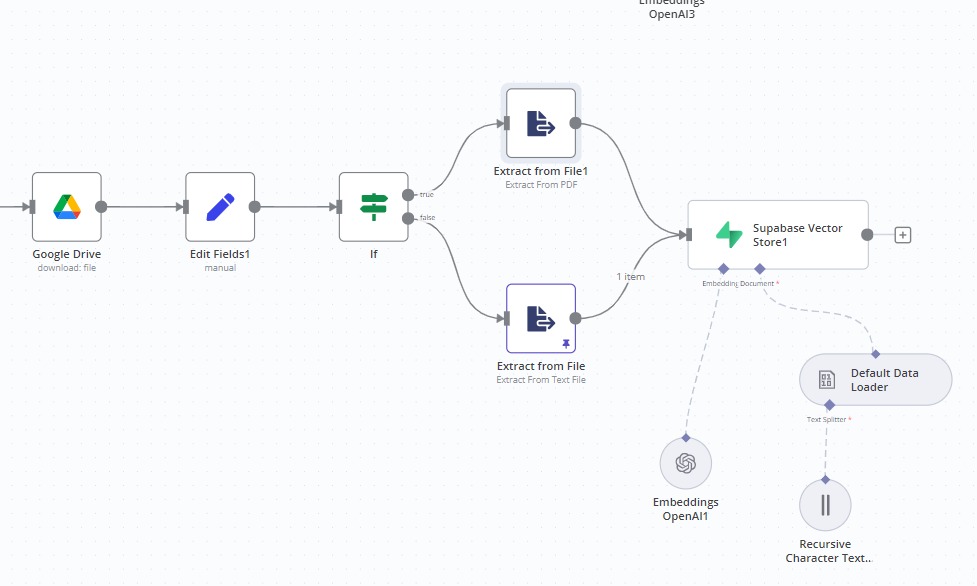 Embeddings
OpenAI3
Extract from File1
Extract From PDF
true
false
Google Drive
download: file
Edit Fields1
manual
If
Supabase Vector
Store1
1 item
Embedding Document *
Extract from File
Extract From Text File
Default Data
Loader
Text Splitter *
Embeddings
OpenAI1
Recursive
Character Text...